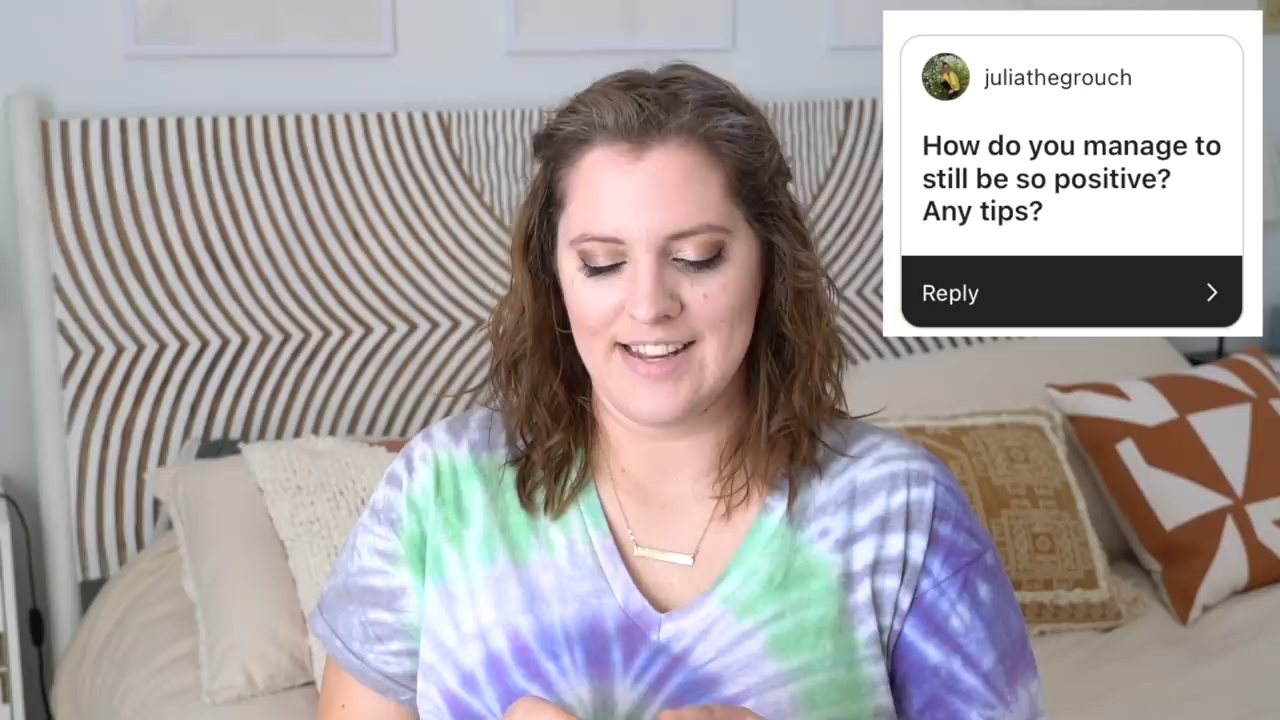 juliathegrouch
How do you manage to
still be so positive?
Any tips?
Reply